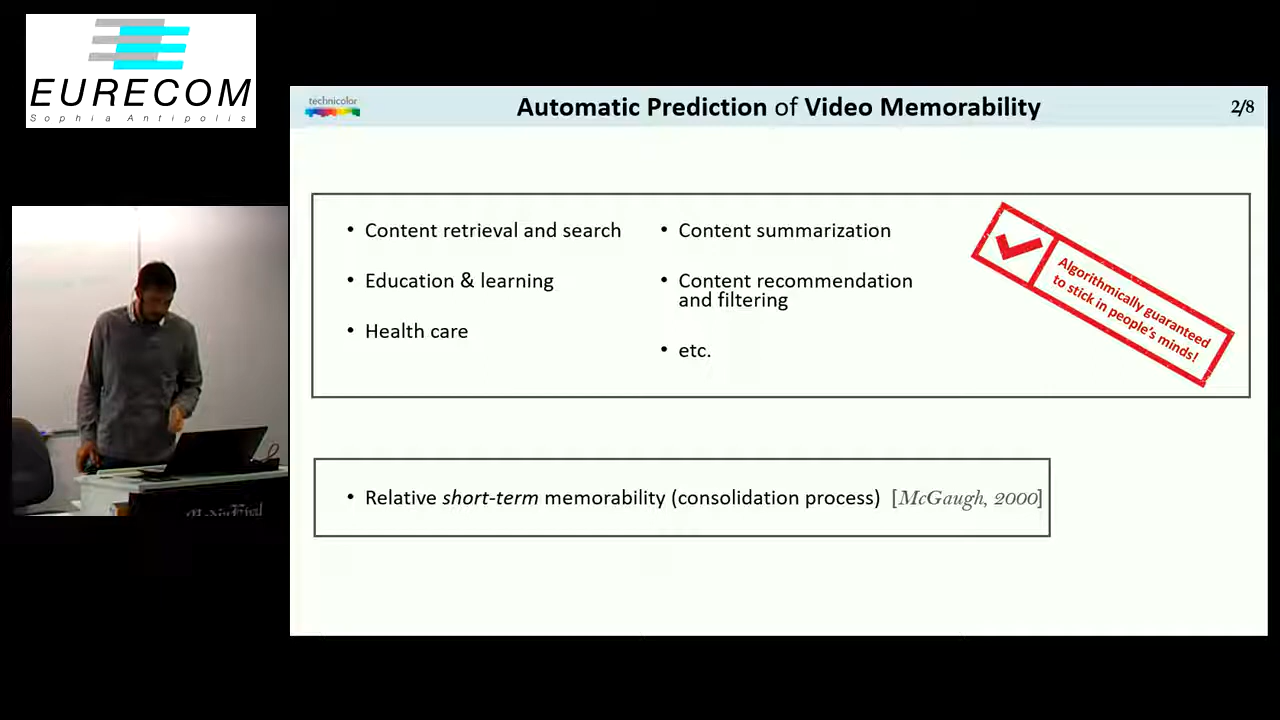 EURECOM
Sophia Antipolis
technicolor
Automatic Prediction of Video Memorability
2/8
• Content retrieval and search
• Education & learning
• Health care
• Content summarization
• Content recommendation
and filtering
• etc.
Algorithmically guaranteed
to stick in people's minds!
• Relative short-term memorability (consolidation process) [McGaugh, 2000]